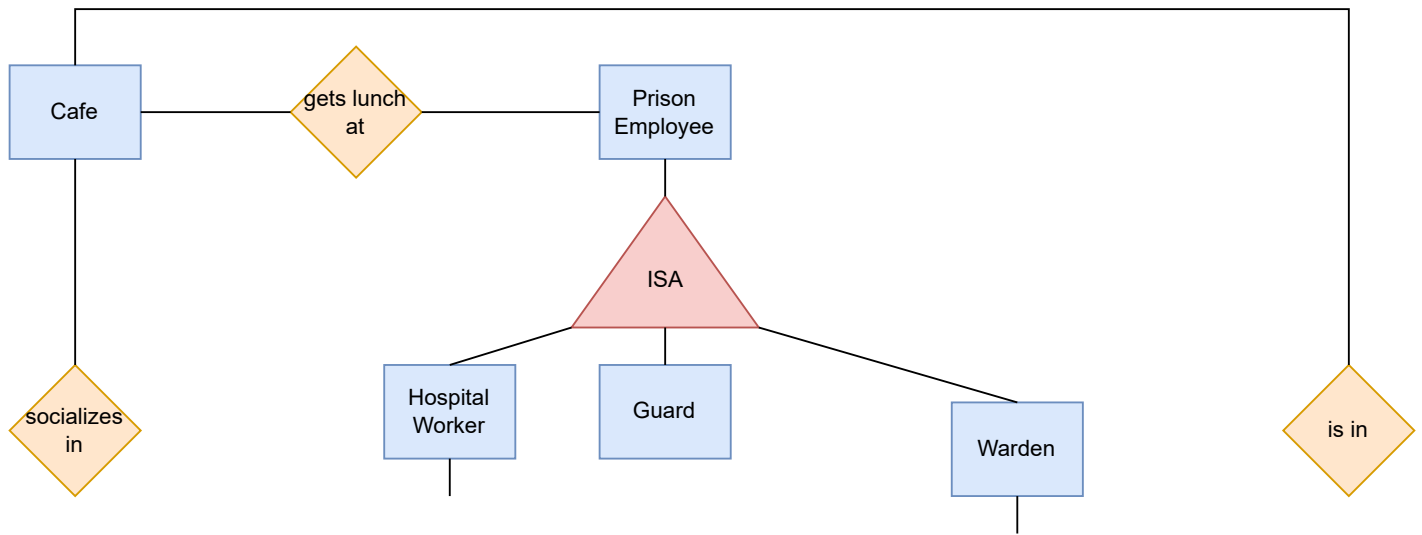 Cafe
gets lunch
at
Prison
Employee
ISA
Hospital
Worker
Guard
Warden
socializes
in
is in